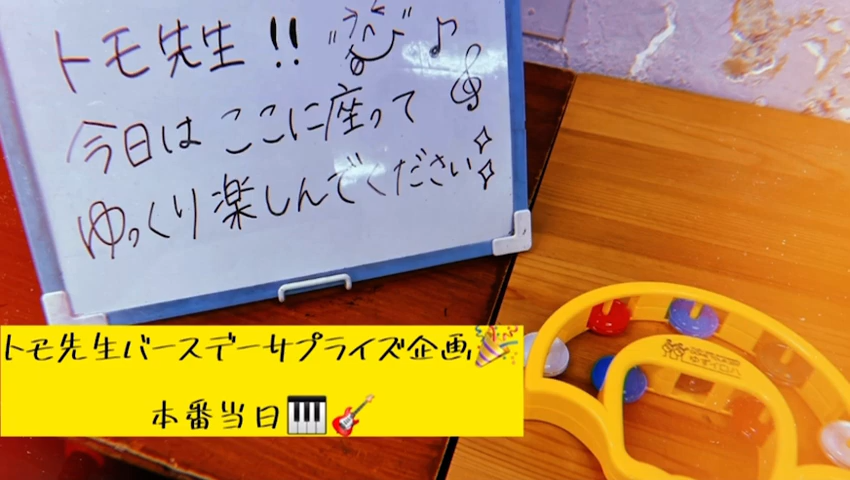 トモ先生!!
今日はここに座って
ゆっくり楽しんでください
トモ先生バースデーサプライズ企画🎉
本番当日🎹🎸